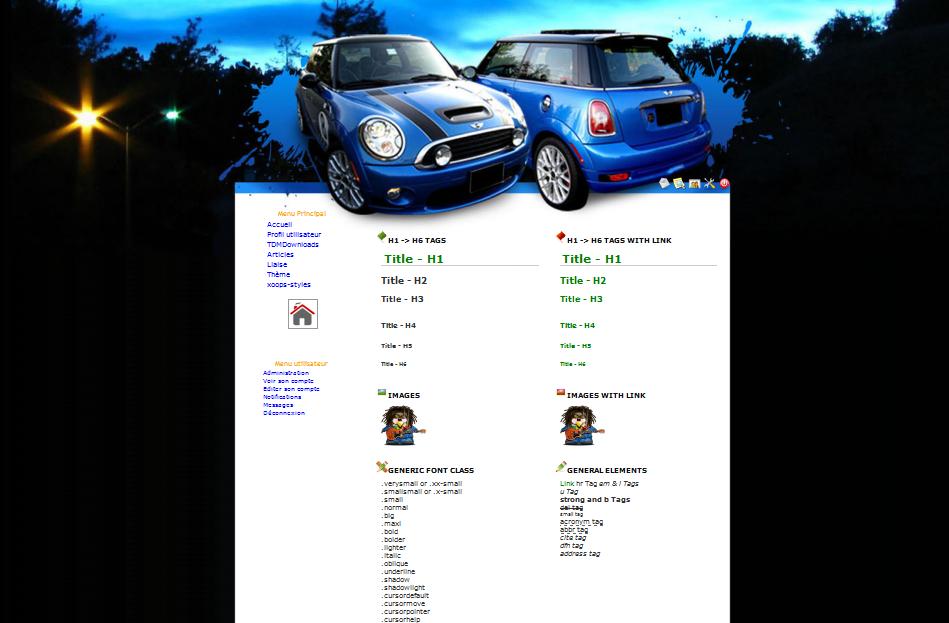 Menu Principal
Accueil
Profil utilisateur
TDMDownloads
Articles
Liaise
Thème
xoops-styles
Menu utilisateur
Administration
Voir son compte
Editer son compte
Notifications
Messages
Déconnexion
H1 -> H6 TAGS
Title - H1
Title - H2
Title - H3
Title - H4
Title - H5
Title - H6
H1 -> H6 TAGS WITH LINK
Title - H1
Title - H2
Title - H3
Title - H4
Title - H5
Title - H6
IMAGES
IMAGES WITH LINK
GENERIC FONT CLASS
.verysmall or .xx-small
.smallsmall or .x-small
.small
.normal
.big
.maxi
.bold
.bolder
.lighter
.italic
.oblique
.underline
.shadow
.shadowlight
.cursordefault
.cursormove
.cursorpointer
.cursorhelp
GENERAL ELEMENTS
Link hr Tag em & i Tags
u Tag
strong and b Tags
del tag
small tag
acronym tag
abbr tag
cite tag
dfn tag
address tag